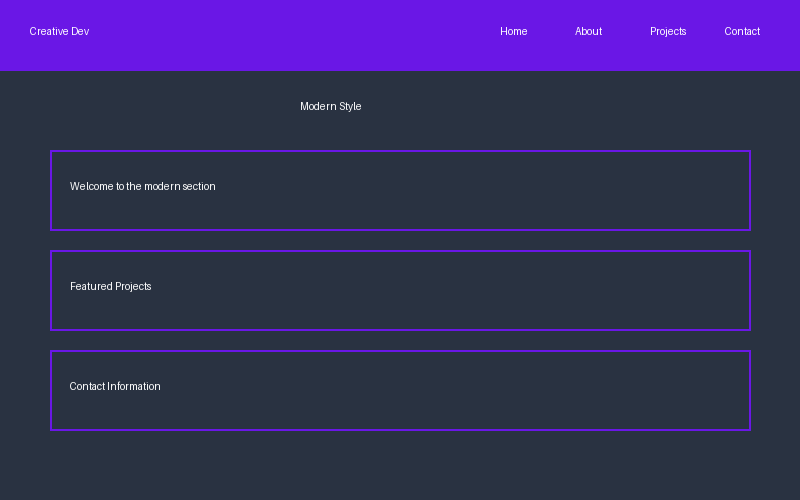 Creative Dev Home About Projects Contact
Modern Style
Welcome to the modern section
Featured Projects
Contact Information